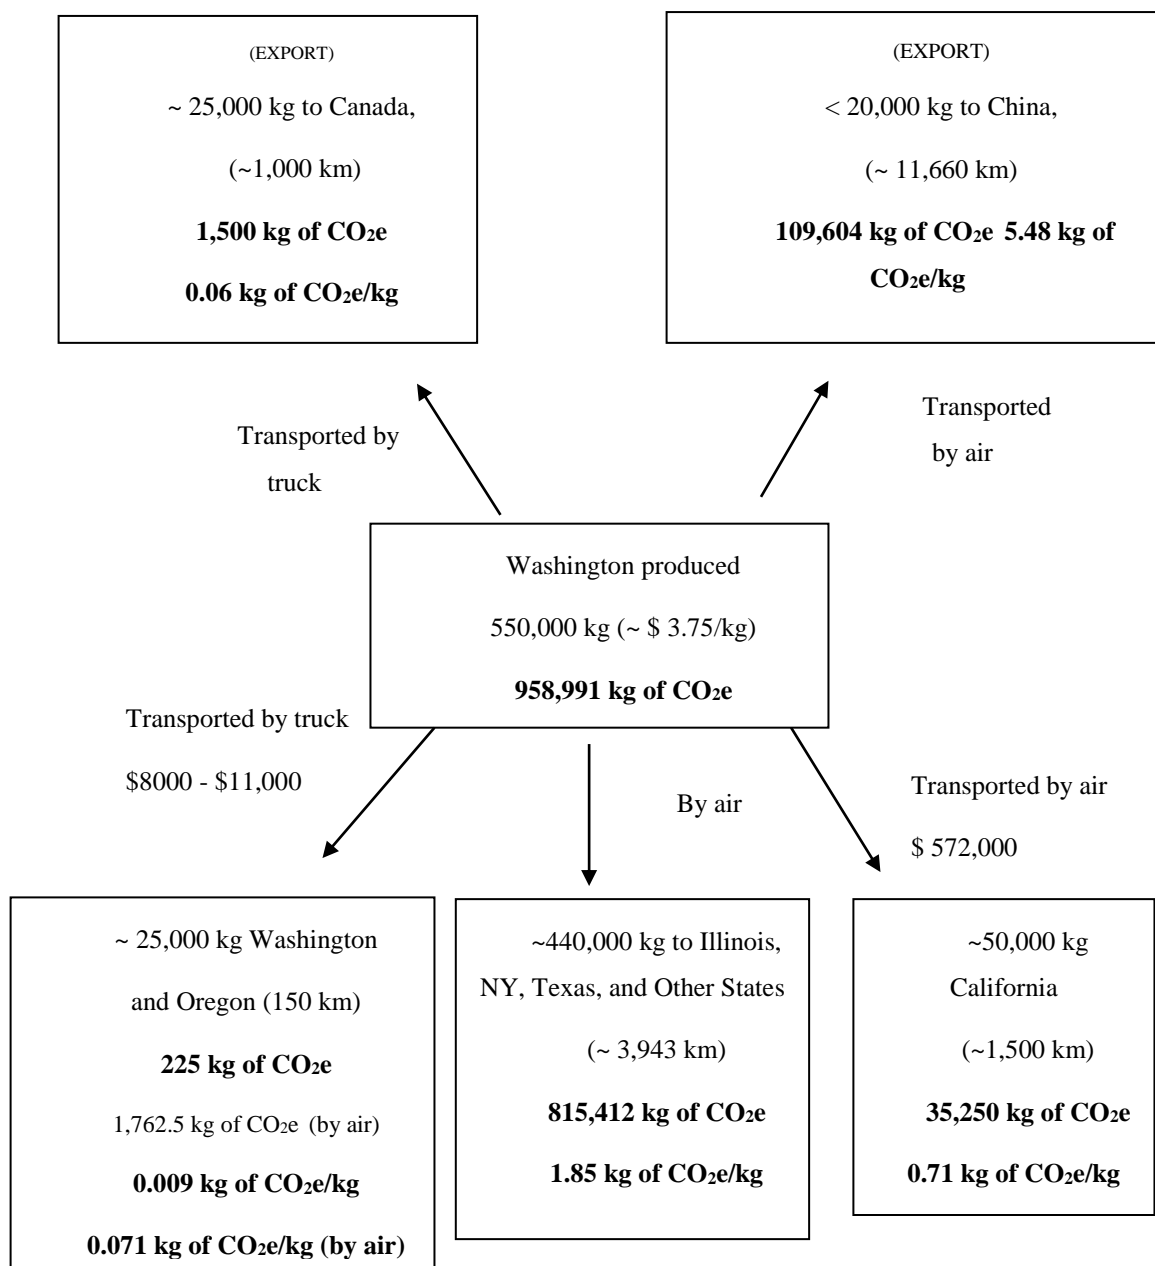 (EXPORT)
~ 25,000 kg to Canada,
(~1,000 km)
1,500 kg of CO₂e
0.06 kg of CO₂e/kg
(EXPORT)
< 20,000 kg to China,
(~ 11,660 km)
109,604 kg of CO₂e 5.48 kg of
CO₂e/kg
Transported by
truck
Transported
by air
Washington produced
550,000 kg (~ $ 3.75/kg)
958,991 kg of CO₂e
Transported by truck
$8000 - $11,000
By air
Transported by air
$ 572,000
~ 25,000 kg Washington
and Oregon (150 km)
225 kg of CO₂e
1,762.5 kg of CO₂e (by air)
0.009 kg of CO₂e/kg
0.071 kg of CO₂e/kg (by air)
~440,000 kg to Illinois,
NY, Texas, and Other States
(~ 3,943 km)
815,412 kg of CO₂e
1.85 kg of CO₂e/kg
~50,000 kg
California
(~1,500 km)
35,250 kg of CO₂e
0.71 kg of CO₂e/kg